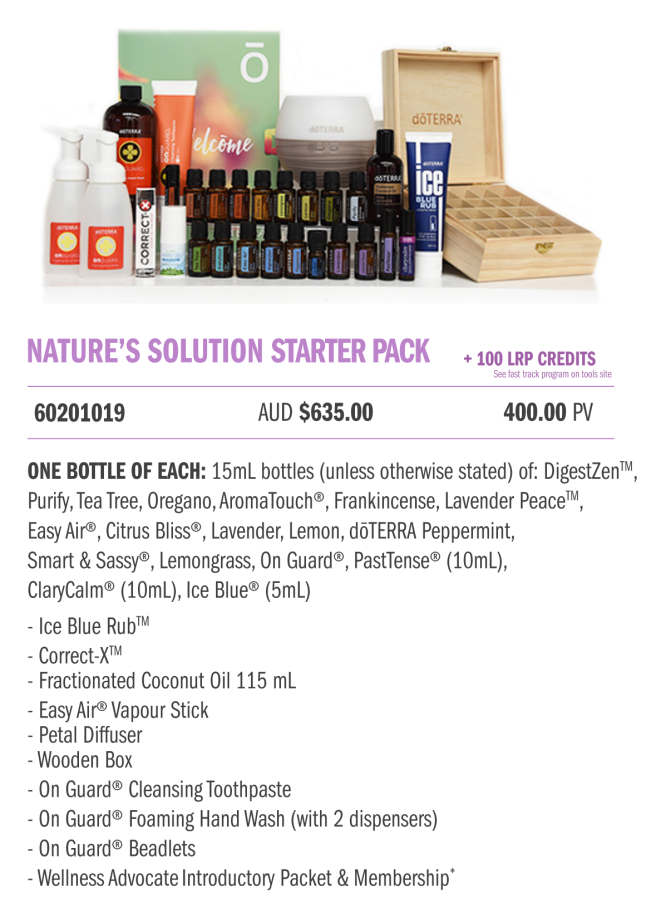 ō
Welcōme
dōTERRA
dōTERRA
dōTERRA
dōTERRA
ice
BLUE
RUB
CORRECT-X
dōTERRA
onguard
NATURE'S SOLUTION STARTER PACK
+ 100 LRP CREDITS
See fast track program on tools site
60201019
AUD $635.00
400.00 PV
ONE BOTTLE OF EACH: 15mL bottles (unless otherwise stated) of: DigestZen™,
Purify, Tea Tree, Oregano, AromaTouch®, Frankincense, Lavender Peace™,
Easy Air®, Citrus Bliss®, Lavender, Lemon, dōTERRA Peppermint,
Smart & Sassy®, Lemongrass, On Guard®, PastTense® (10mL),
ClaryCalm® (10mL), Ice Blue® (5mL)
- Ice Blue Rub™
- Correct-X™
- Fractionated Coconut Oil 115 mL
- Easy Air® Vapour Stick
- Petal Diffuser
- Wooden Box
- On Guard® Cleansing Toothpaste
- On Guard® Foaming Hand Wash (with 2 dispensers)
- On Guard® Beadlets
- Wellness Advocate Introductory Packet & Membership*